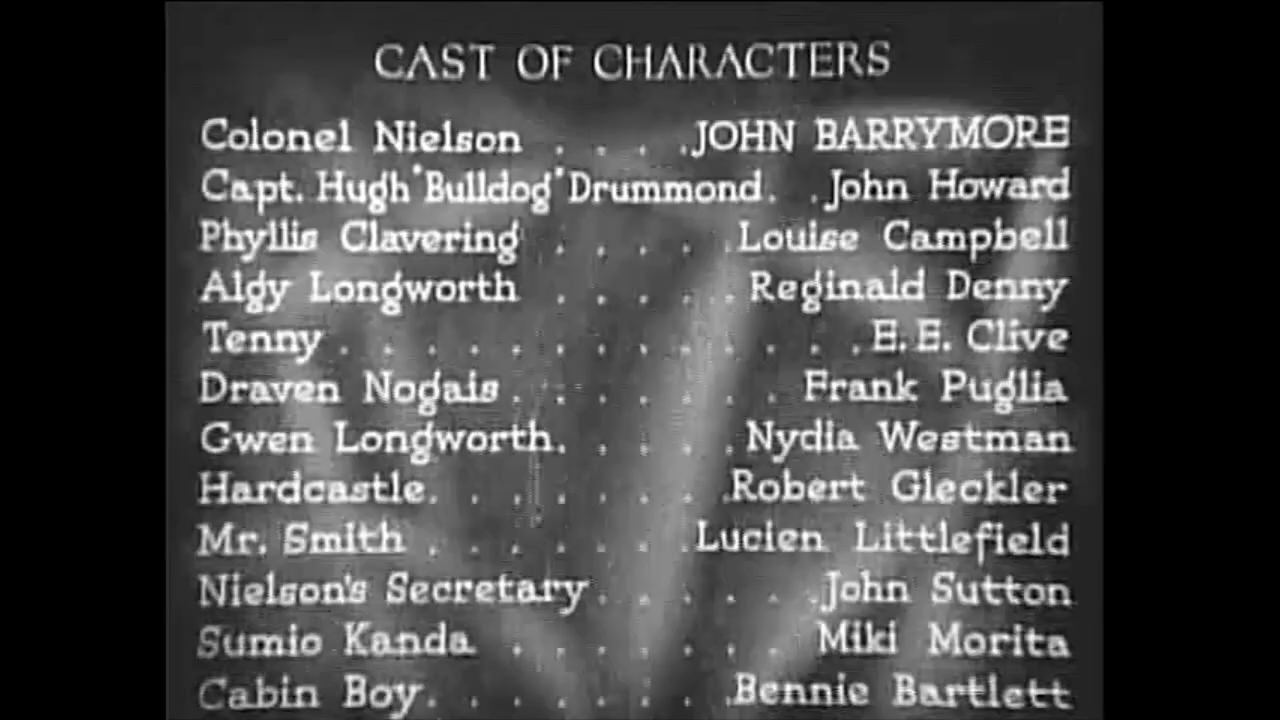 CAST OF CHARACTERS
Colonel Nielson . . . . JOHN BARRYMORE
Capt. Hugh "Bulldog" Drummond. . John Howard
Phyllis Clavering . . . . . Louise Campbell
Algy Longworth . . . . . Reginald Denny
Tenny . . . . . . . . . . . . . E. E. Clive
Draven Nogais . . . . . . . Frank Puglia
Gwen Longworth. . . . . Nydia Westman
Hardcastle. . . . . . . . Robert Gleckler
Mr. Smith . . . . . . . Lucien Littlefield
Nielson's Secretary . . . . . . John Sutton
Sumio Kanda . . . . . . . Miki Morita
Cabin Boy. . . . . . . . Bennie Bartlett